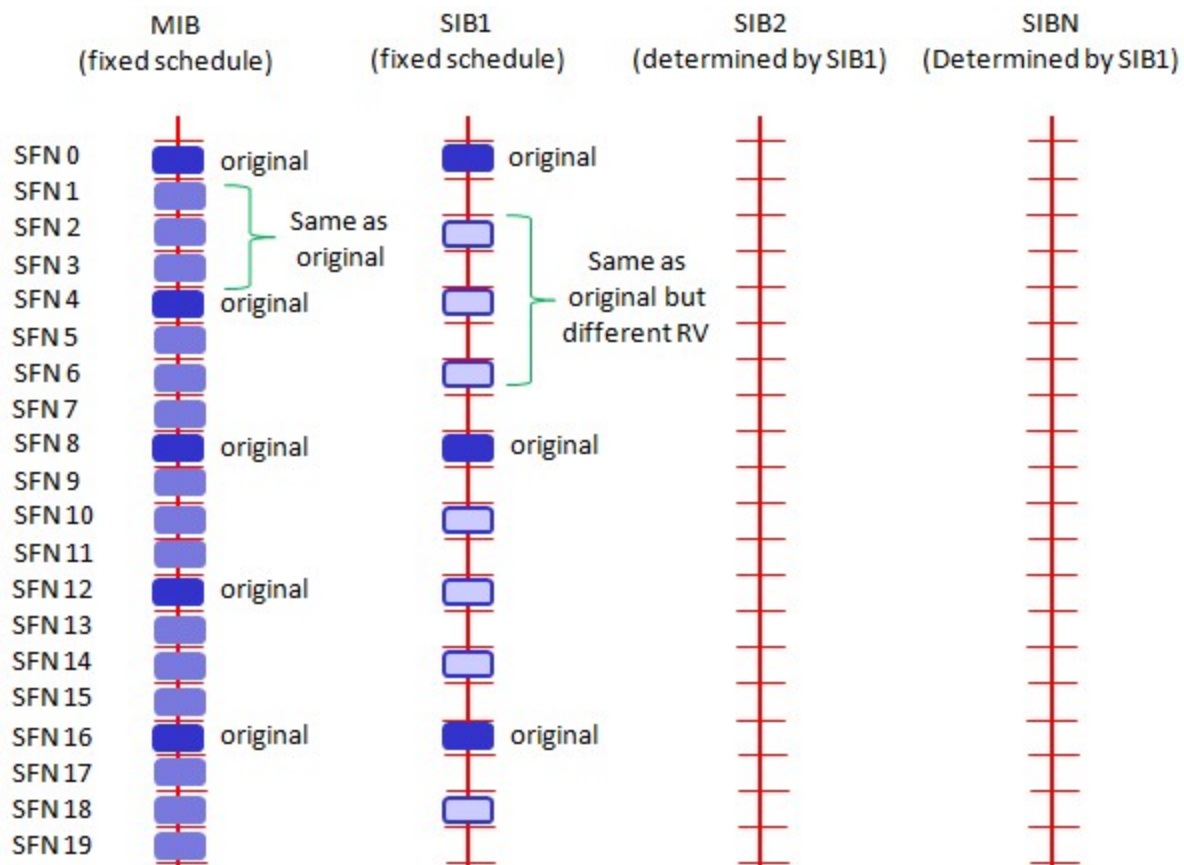 MIB
(fixed schedule)
SIB1
(fixed schedule)
SIB2
(determined by SIB1)
SIBN
(Determined by SIB1)
SFN 0
original
original
SFN 1
SFN 2
SFN 3
Same as
original
SFN 4
original
Same as
original but
different RV
SFN 5
SFN 6
SFN 7
SFN 8
original
original
SFN 9
SFN 10
SFN 11
SFN 12
original
SFN 13
SFN 14
SFN 15
SFN 16
original
original
SFN 17
SFN 18
SFN 19